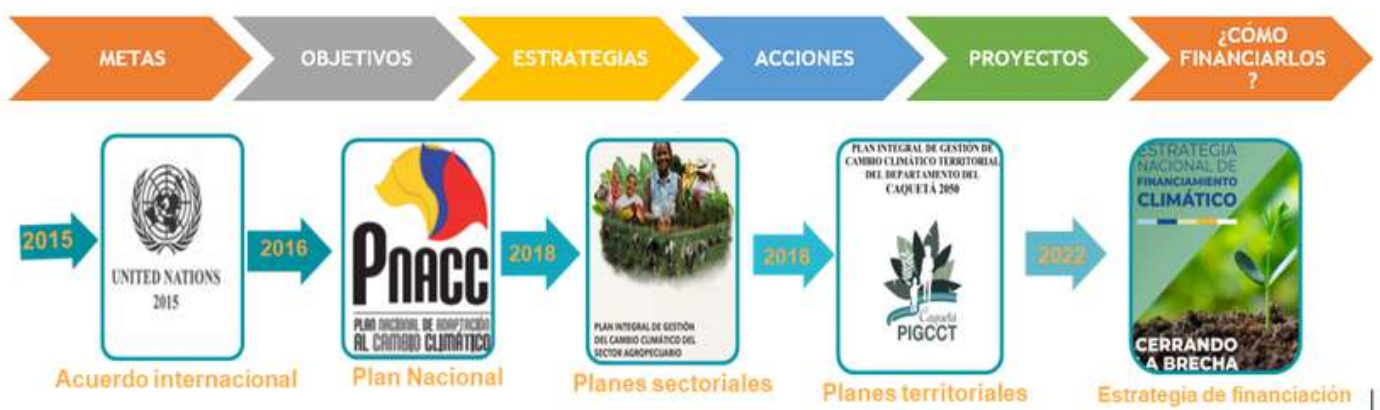 METAS
OBJETIVOS
ESTRATEGIAS
ACCIONES
PROYECTOS
¿CÓMO
FINANCIARLOS
?
2015
UNITED NATIONS
2015
Acuerdo internacional
2016
PNACC
PLAN NACIONAL DE ADAPTACIÓN
AL CAMBIO CLIMÁTICO
Plan Nacional
2018
PLAN INTEGRAL DE GESTIÓN
DEL CAMBIO CLIMÁTICO DEL
SECTOR AGROPECUARIO
Planes sectoriales
2018
PLAN INTEGRAL DE GESTIÓN DE
CAMBIO CLIMÁTICO TERRITORIAL
DEL DEPARTAMENTO DEL
CAQUETÁ 2050
Caquetá
PIGCCT
Planes territoriales
2022
ESTRATEGIA
NACIONAL DE
FINANCIAMIENTO
CLIMÁTICO
CERRANDO
LA BRECHA
Estrategia de financiación